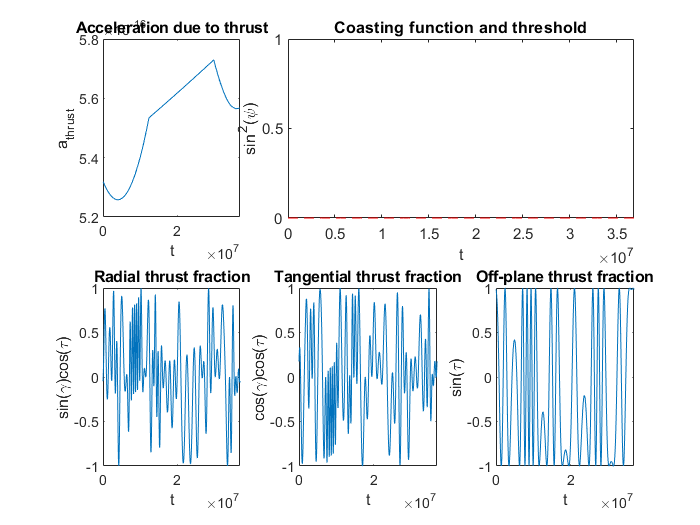 Acceleration due to thrust
5.8
5.6
5.4
5.2
a_thrust
0
2
×10^7
t
Coasting function and threshold
1
0.5
0
sin^2(ψ)
0
0.5
1
1.5
2
2.5
3
3.5
×10^7
t
Radial thrust fraction
1
0.5
0
-0.5
-1
sin(γ)cos(τ)
0
2
×10^7
t
Tangential thrust fraction
1
0.5
0
-0.5
-1
cos(γ)cos(τ)
0
2
×10^7
t
Off-plane thrust fraction
1
0.5
0
-0.5
-1
sin(τ)
0
2
×10^7
t